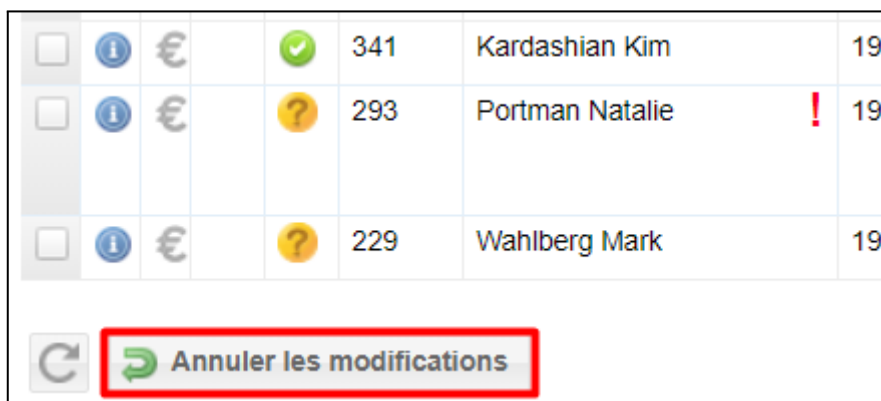 € 341 Kardashian Kim 19
€ ? 293 Portman Natalie ! 19
€ ? 229 Wahlberg Mark 19
Annuler les modifications